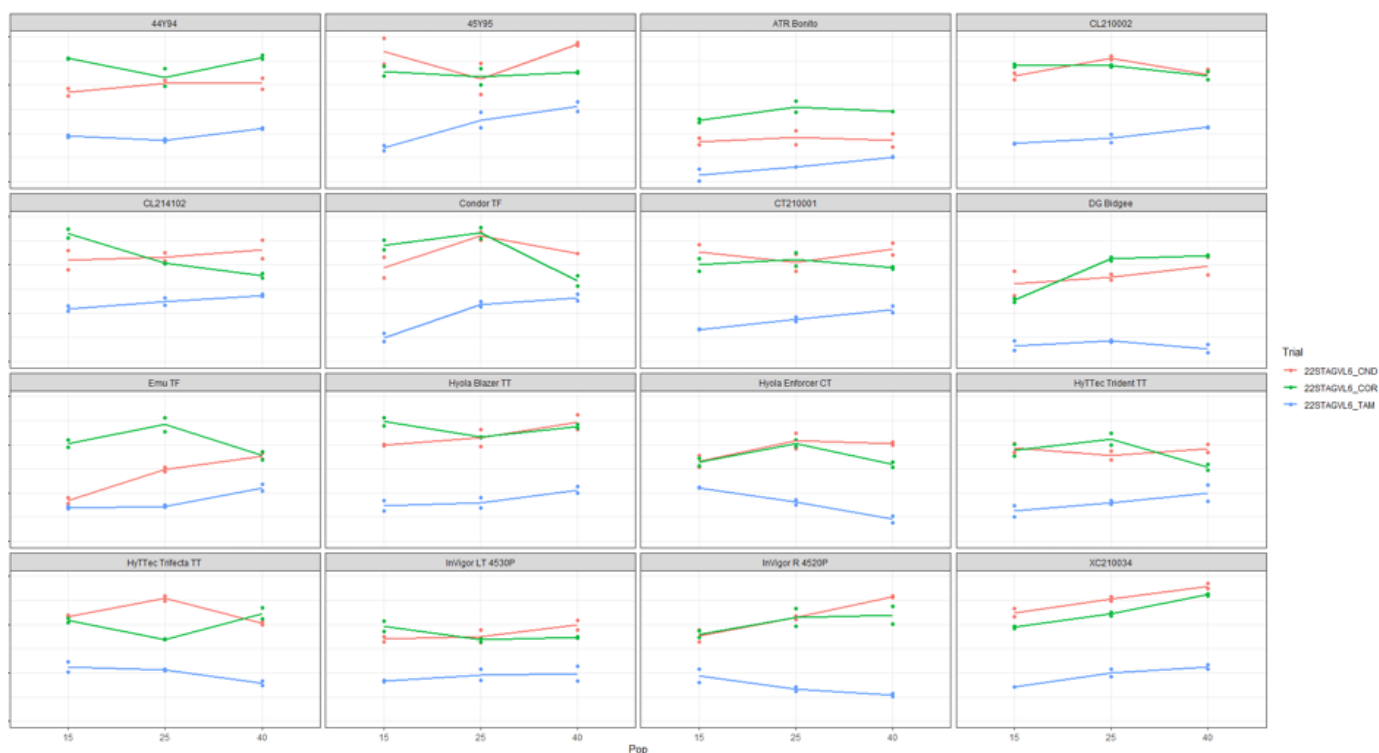 44Y94 45Y95 ATR Bonito CL210002
CL214102 Condor TF CT210001 DG Bidgee
Trial
22STAGVL6_CND
22STAGVL6_COR
22STAGVL6_TAM
Emu TF Hyola Blazer TT Hyola Enforcer CT HyTTec Trident TT
HyTTec Trifecta TT InVigor LT 4530P InVigor R 4520P XC210034
15 25 40 15 25 40 15 25 40 15 25 40
Pop